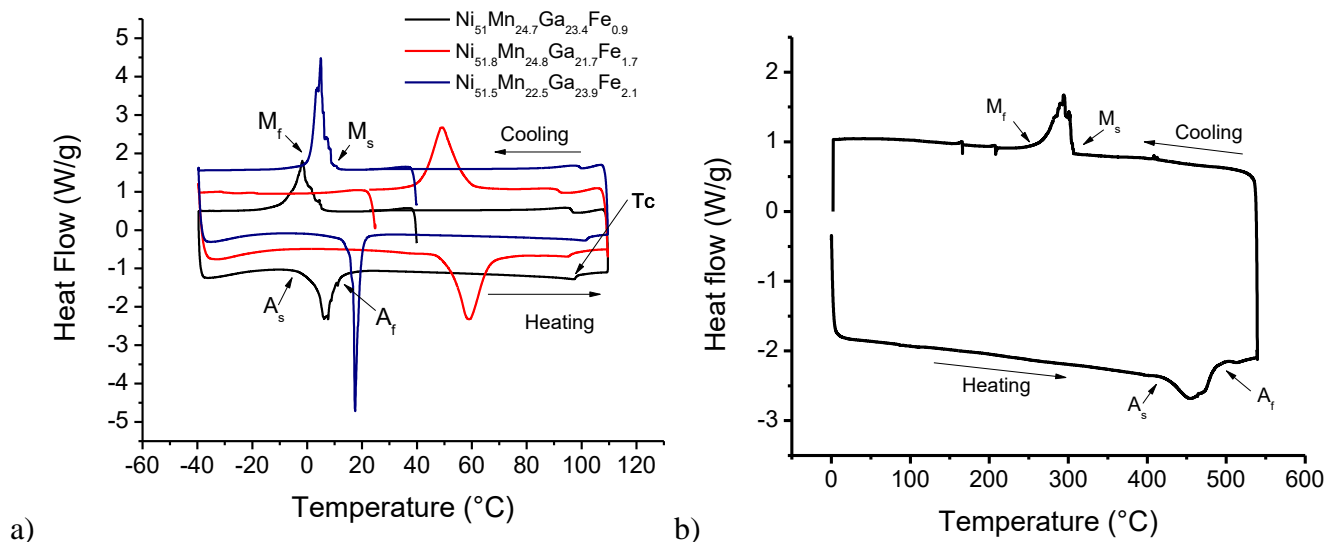 Ni51Mn24.7Ga23.4Fe0.9
Ni51.8Mn24.8Ga21.7Fe1.7
Ni51.5Mn22.5Ga23.9Fe2.1
5
4
3
2
1
0
-1
-2
-3
-4
-5
Heat Flow (W/g)
Mf
Ms
Cooling
Tc
As
Af
Heating
-60 -40 -20 0 20 40 60 80 100 120
Temperature (°C)
a)
2
1
0
-1
-2
-3
Heat flow (W/g)
Mf
Ms
Cooling
Heating
As
Af
0 100 200 300 400 500 600
Temperature (°C)
b)